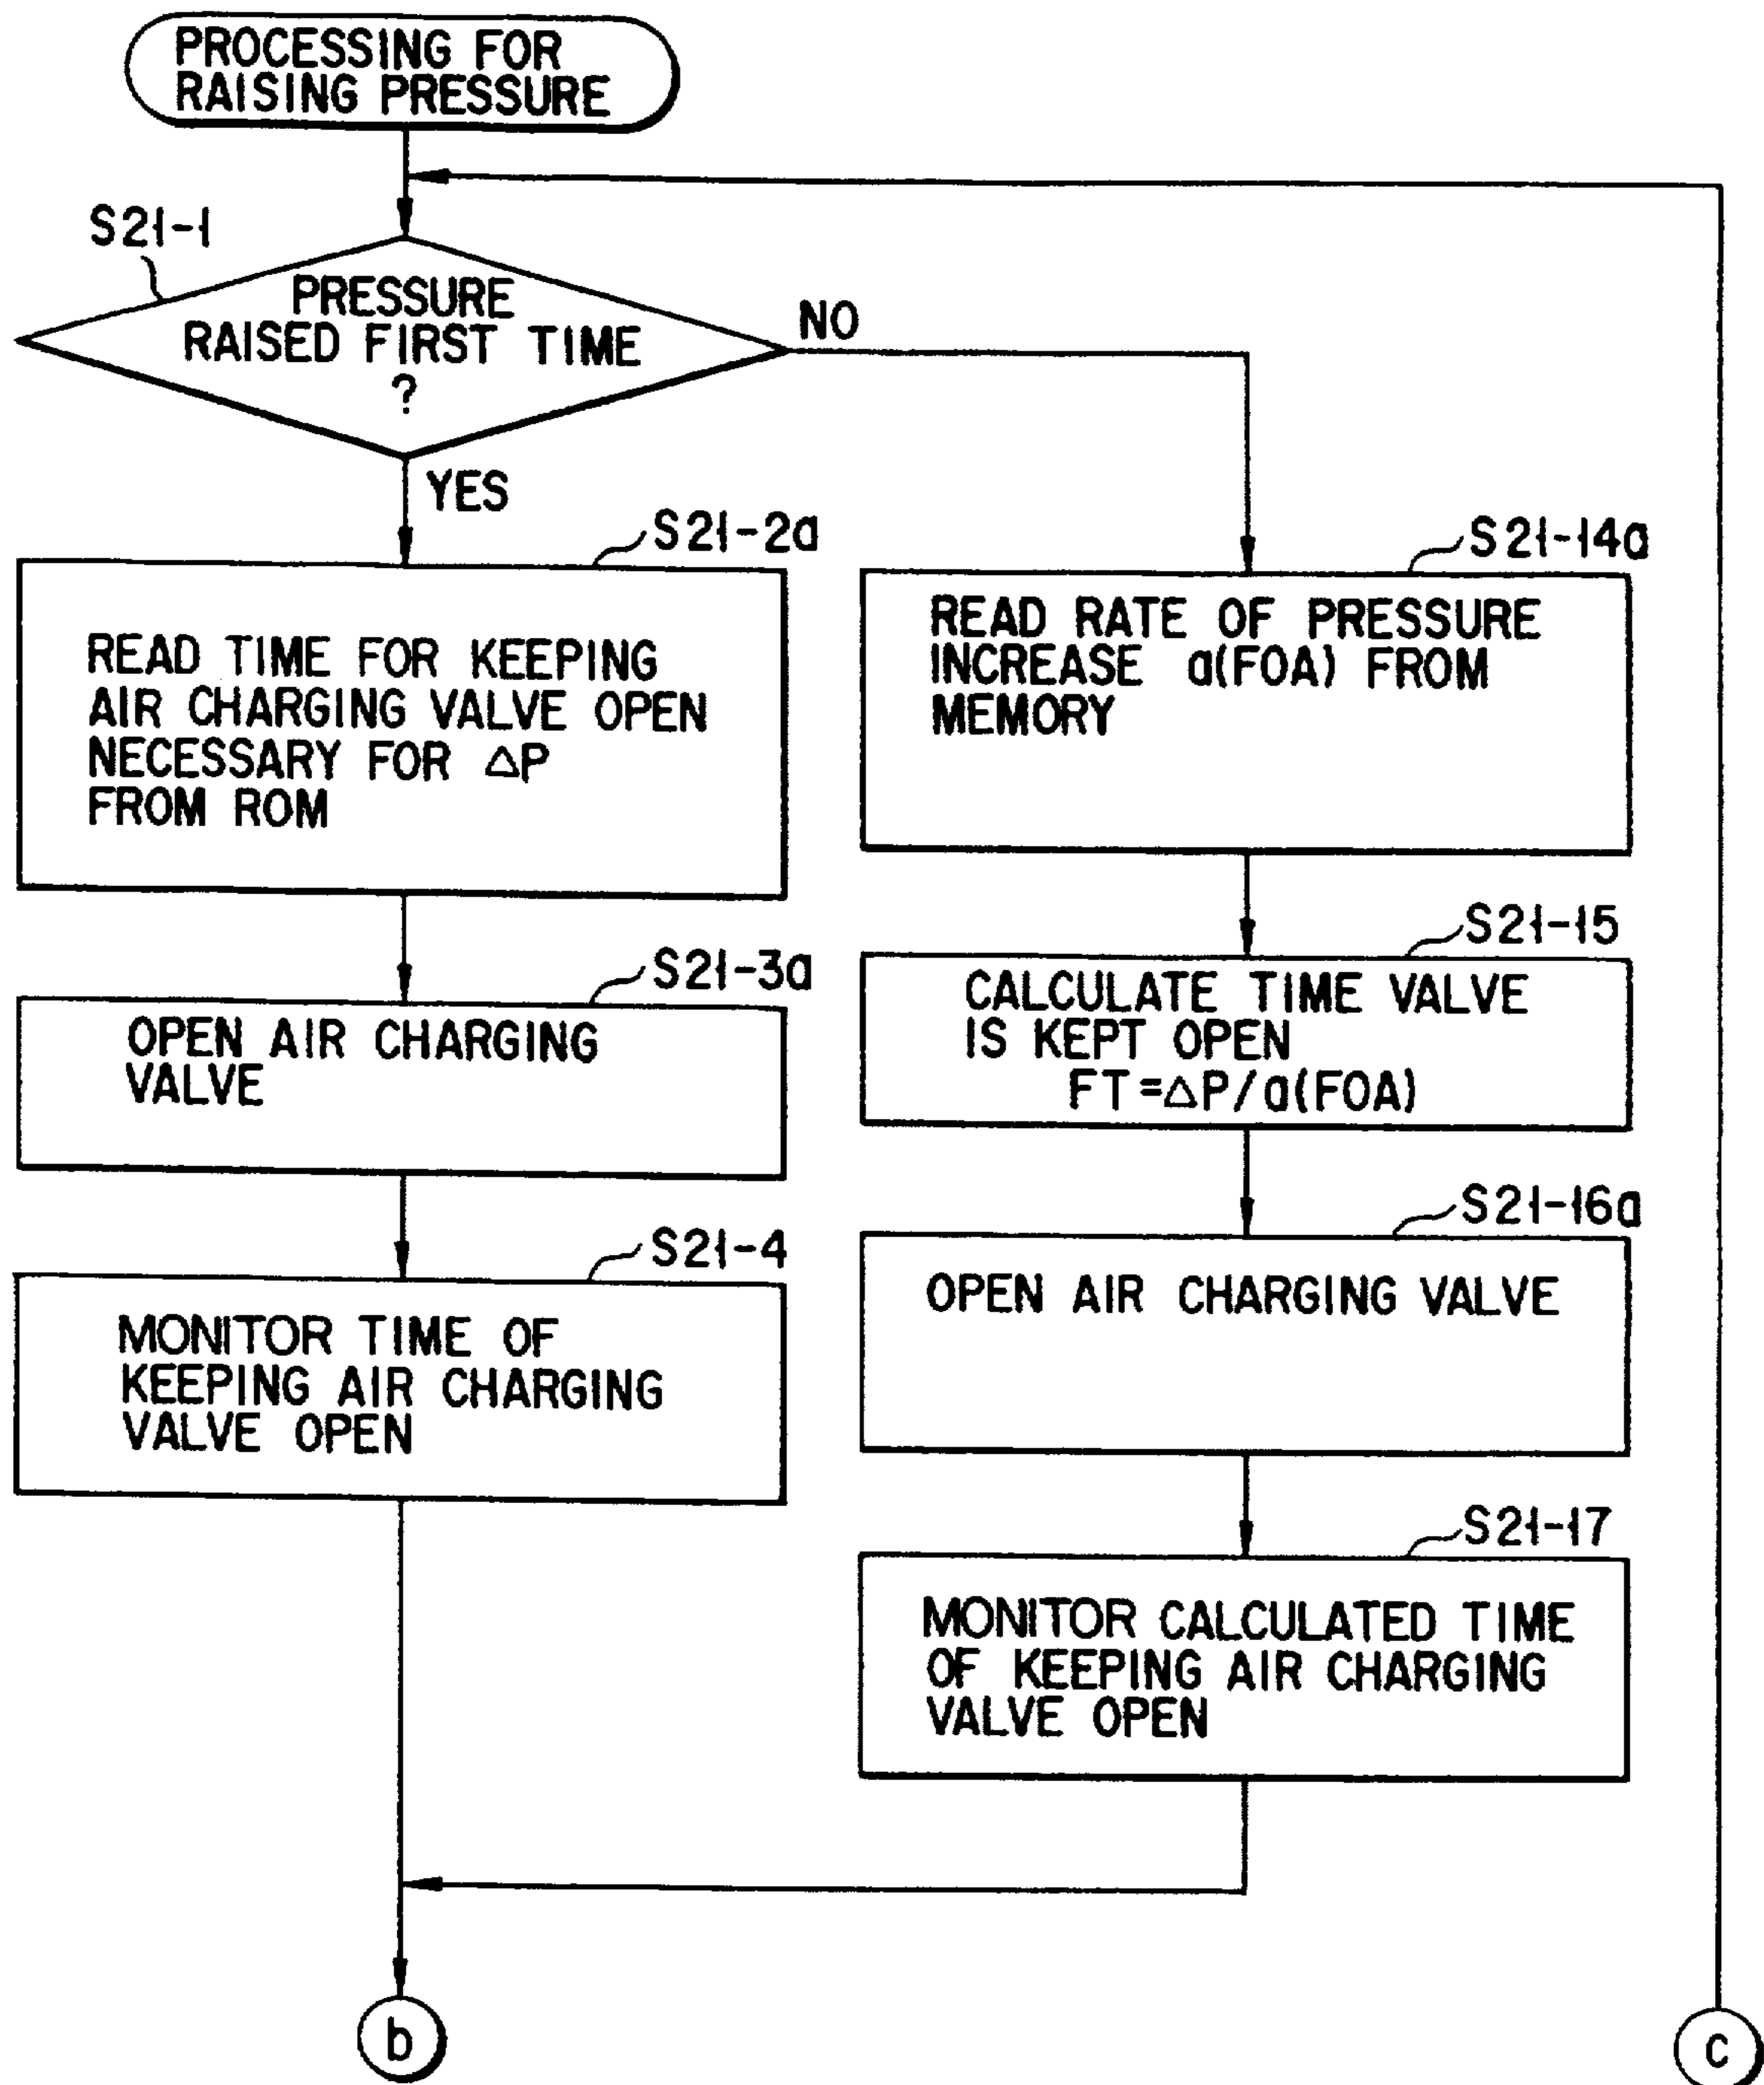 PROCESSING FOR
RAISING PRESSURE
S21-1
PRESSURE
RAISED FIRST TIME
?
NO
YES
S21-2a
READ TIME FOR KEEPING
AIR CHARGING VALVE OPEN
NECESSARY FOR △P
FROM ROM
S21-3a
OPEN AIR CHARGING
VALVE
S21-4
MONITOR TIME OF
KEEPING AIR CHARGING
VALVE OPEN
S21-14a
READ RATE OF PRESSURE
INCREASE a(FOA) FROM
MEMORY
S21-15
CALCULATE TIME VALVE
IS KEPT OPEN
FT=△P/a(FOA)
S21-16a
OPEN AIR CHARGING VALVE
S21-17
MONITOR CALCULATED TIME
OF KEEPING AIR CHARGING
VALVE OPEN
b
c